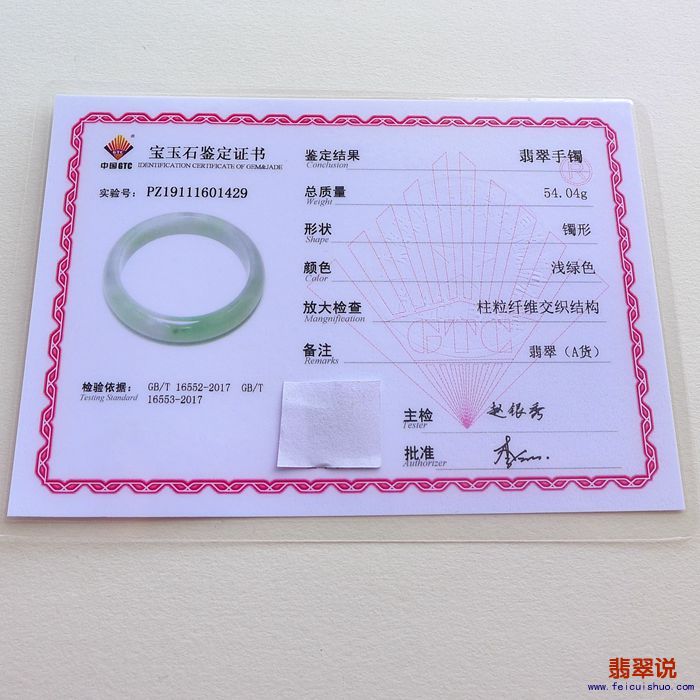 宝玉石鉴定证书
IDENTIFICATION CERTIFICATE OF GEM&JADE
GTC
中国GTC
实验号: PZ19111601429
检验依据: GB/T 16552-2017 GB/T
Testing Standard 16553-2017
鉴定结果 翡翠手镯
Conclusion
总质量 54.04g
Weight
形状 镯形
Shape
颜色 浅绿色
Color
放大检查 柱粒纤维交织结构
Mangnification
备注 翡翠（A货）
Remarks
GTC
®
主检 赵银秀
Tester
批准
Authorizer
翡翠说
www.feicuishuo.com